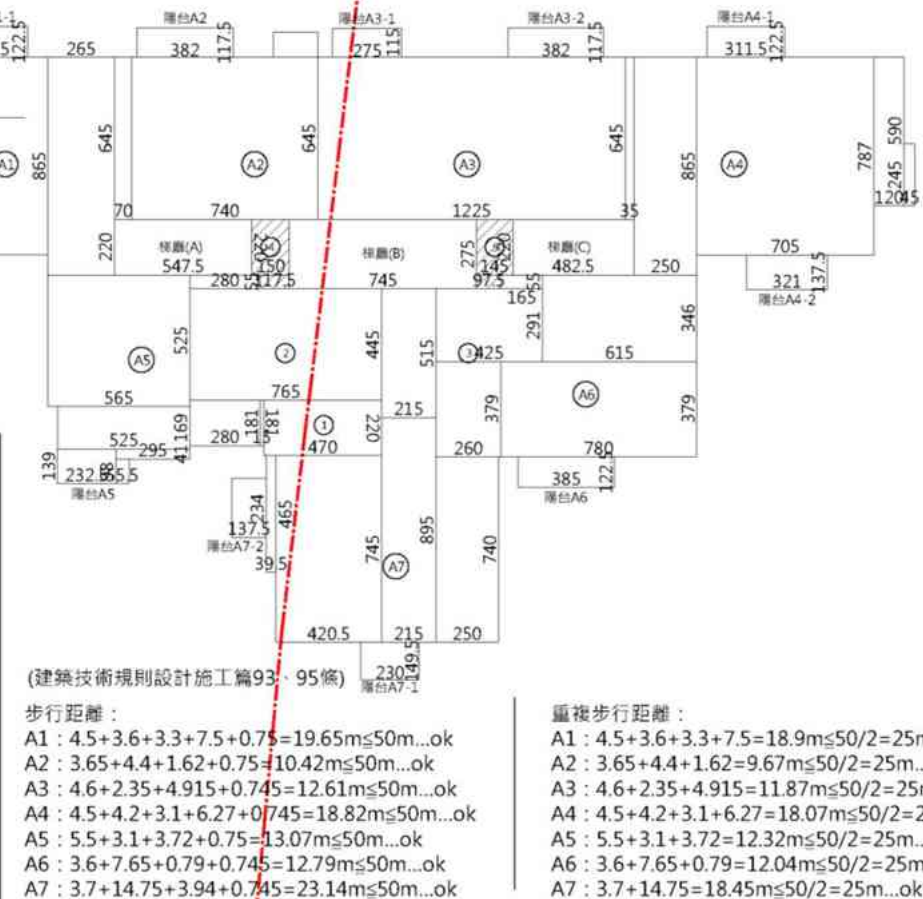 陽台A2
陽台A3-1
陽台A3-2
陽台A4-1
122.5
265
382
117.5
275
115
382
117.5
311.5
122.5
A1
865
645
A2
645
A3
645
865
A4
787
590
245
120
45
70
740
1225
35
220
梯廳(A)
547.5
150
梯廳(B)
275
145
220
梯廳(C)
482.5
250
705
321
137.5
陽台A4-2
280
117.5
745
97.5
55
165
291
346
A5
525
2
445
515
3
425
615
565
765
A6
525
295
169
41
280
181
15
181
1
470
220
215
379
260
780
379
139
陽台A5
385
122.5
陽台A6
234
137.5
陽台A7-2
39.5
465
745
A7
895
740
420.5
215
250
230
149.5
陽台A7-1
(建築技術規則設計施工篇93、95條)
步行距離：
A1：4.5+3.6+3.3+7.5+0.75=19.65m≦50m...ok
A2：3.65+4.4+1.62+0.75=10.42m≦50m...ok
A3：4.6+2.35+4.915+0.745=12.61m≦50m...ok
A4：4.5+4.2+3.1+6.27+0.745=18.82m≦50m...ok
A5：5.5+3.1+3.72+0.75=13.07m≦50m...ok
A6：3.6+7.65+0.79+0.745=12.79m≦50m...ok
A7：3.7+14.75+3.94+0.745=23.14m≦50m...ok
重複步行距離：
A1：4.5+3.6+3.3+7.5=18.9m≦50/2=25m
A2：3.65+4.4+1.62=9.67m≦50/2=25m..
A3：4.6+2.35+4.915=11.87m≦50/2=25m
A4：4.5+4.2+3.1+6.27=18.07m≦50/2=2
A5：5.5+3.1+3.72=12.32m≦50/2=25m..
A6：3.6+7.65+0.79=12.04m≦50/2=25m
A7：3.7+14.75=18.45m≦50/2=25m...ok